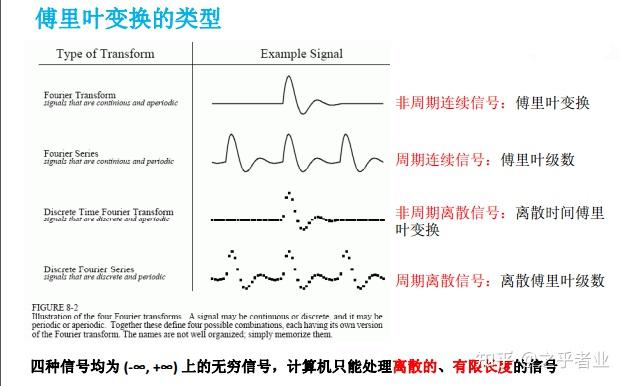 傅里叶变换的类型
Type of Transform
Example Signal
Fourier Transform
signals that are continious and aperiodic
非周期连续信号：傅里叶变换
Fourier Series
signals that are continious and periodic
周期连续信号：傅里叶级数
Discrete Time Fourier Transform
signals that are discrete and aperiodic
非周期离散信号：离散时间傅里
叶变换
Discrete Fourier Series
signals that are discrete and periodic
周期离散信号：离散傅里叶级数
FIGURE 8-2
Illustration of the four Fourier transforms. A signal may be continuous or discrete, and it may be
periodic or aperiodic. Together these define four possible combinations, each having its own version
of the Fourier transform. The names are not well organized; simply memorize them.
四种信号均为 (-∞, +∞) 上的无穷信号，计算机只能处理离散的、有限长度的信号
知乎 @之乎者业